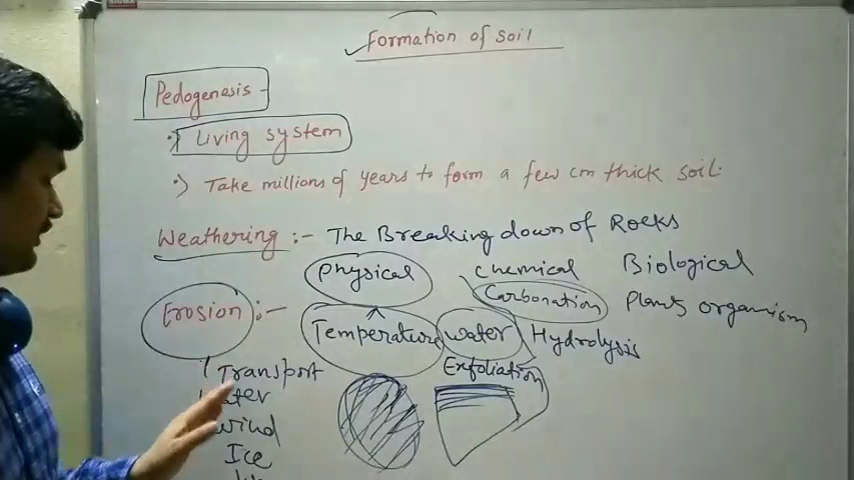 Formation of soil
Pedogenesis -
Living system
Take millions of years to form a few cm thick soil.
Weathering :- The Breaking down of Rocks
Physical Chemical Biological
Carbonation Plants organism
Erosion :- Temperature water Hydrolysis
Transport Exfoliation
wind
Ice